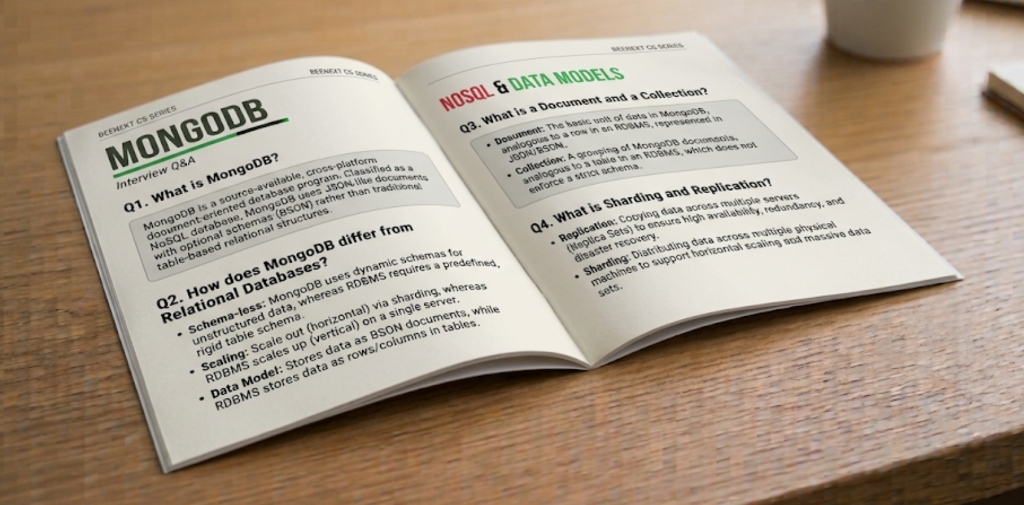 BEENEXT CS SERIES
BEENEXT CS SERIES
MONGODB
Interview Q&A
Q1. What is MongoDB?
MongoDB is a source-available, cross-platform
document-oriented database program. Classified as a
NoSQL database, MongoDB uses JSON-like documents
with optional schemas (BSON) rather than traditional
table-based relational structures.
Q2. How does MongoDB differ from
Relational Databases?
• Schema-less: MongoDB uses dynamic schemas for
unstructured data, whereas RDBMS requires a predefined,
rigid table schema.
• Scaling: Scale out (horizontal) via sharding, whereas
RDBMS scales up (vertical) on a single server.
• Data Model: Stores data as BSON documents, while
RDBMS stores data as rows/columns in tables.
BEENEXT CS SERIES
NOSQL & DATA MODELS
Q3. What is a Document and a Collection?
• Document: The basic unit of data in MongoDB,
analogous to a row in an RDBMS, represented in
JSON/BSON.
• Collection: A grouping of MongoDB documents,
analogous to a table in an RDBMS, which does not
enforce a strict schema.
Q4. What is Sharding and Replication?
• Replication: Copying data across multiple servers
(Replica Sets) to ensure high availability, redundancy, and
disaster recovery.
• Sharding: Distributing data across multiple physical
machines to support horizontal scaling and massive data
sets.